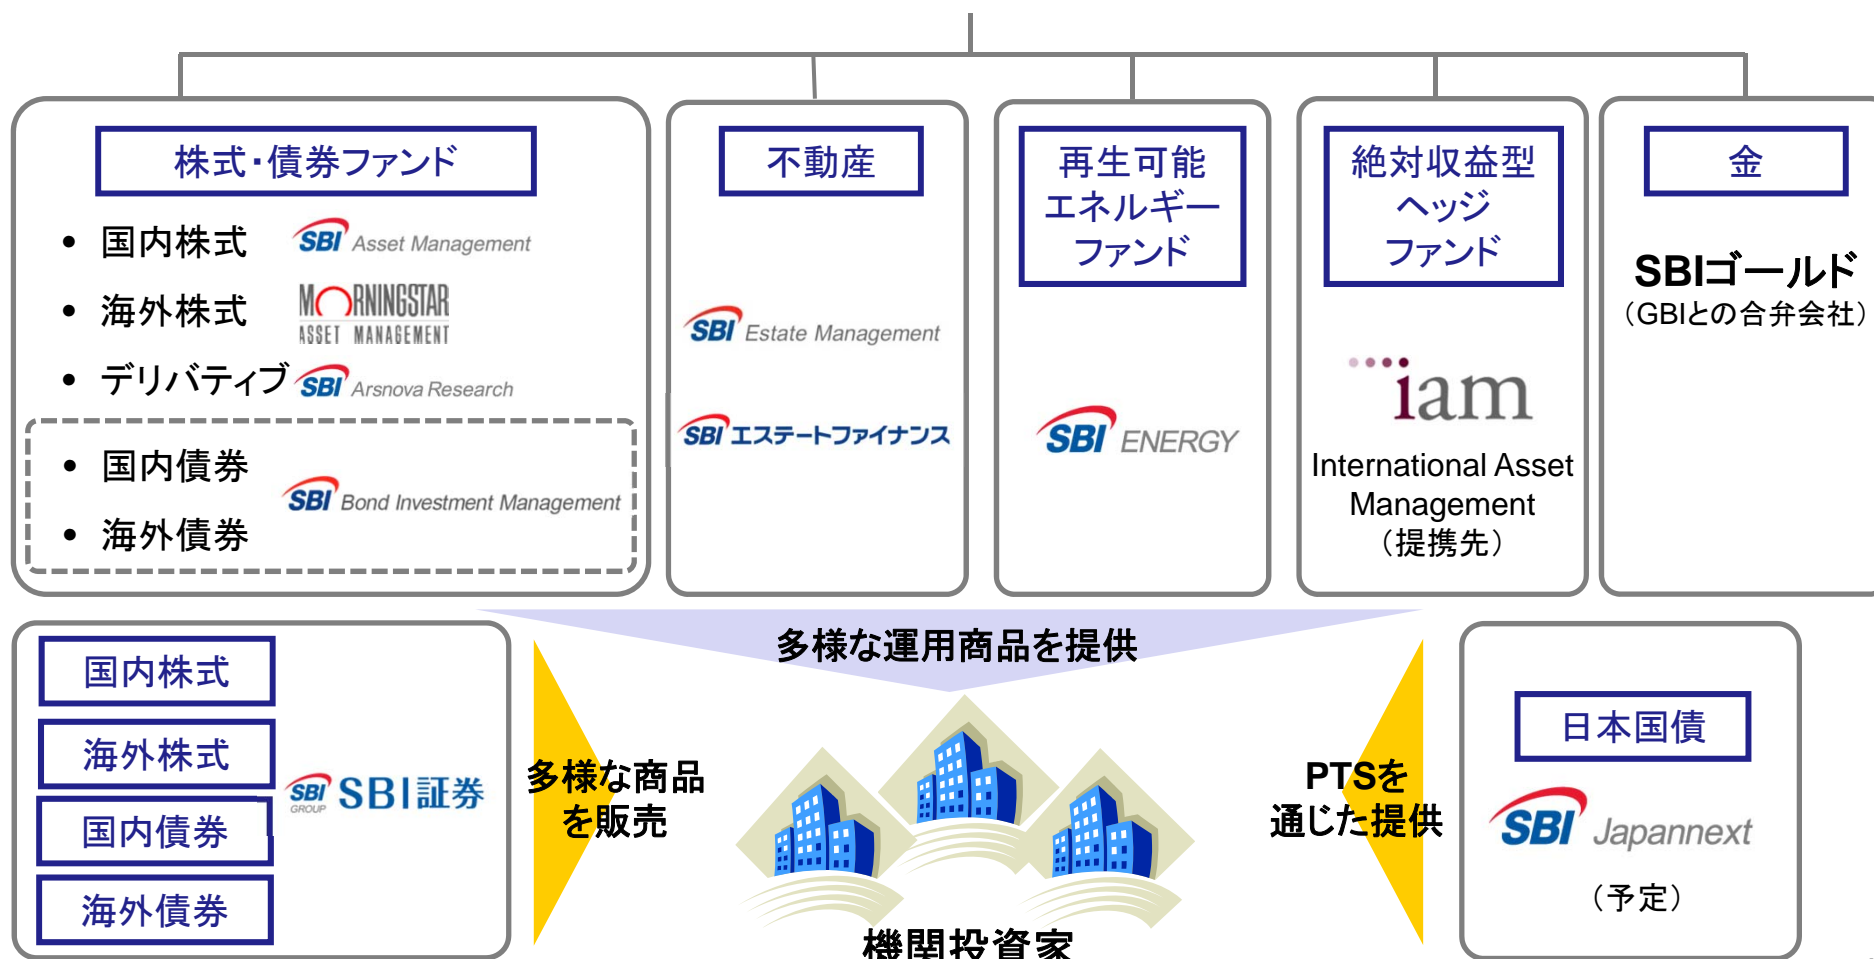 株式・債券ファンド
• 国内株式
SBI Asset Management
• 海外株式
MORNINGSTAR
ASSET MANAGEMENT
• デリバティブ
SBI Arsnova Research
• 国内債券
SBI Bond Investment Management
• 海外債券
不動産
SBI Estate Management
SBIエステートファイナンス
再生可能
エネルギー
ファンド
SBI ENERGY
絶対収益型
ヘッジ
ファンド
iam
International Asset
Management
（提携先）
金
SBIゴールド
（GBIとの合弁会社）
多様な運用商品を提供
国内株式
海外株式
国内債券
海外債券
SBI
GROUP
SBI証券
多様な商品
を販売
機関投資家
PTSを
通じた提供
日本国債
SBI Japannext
（予定）